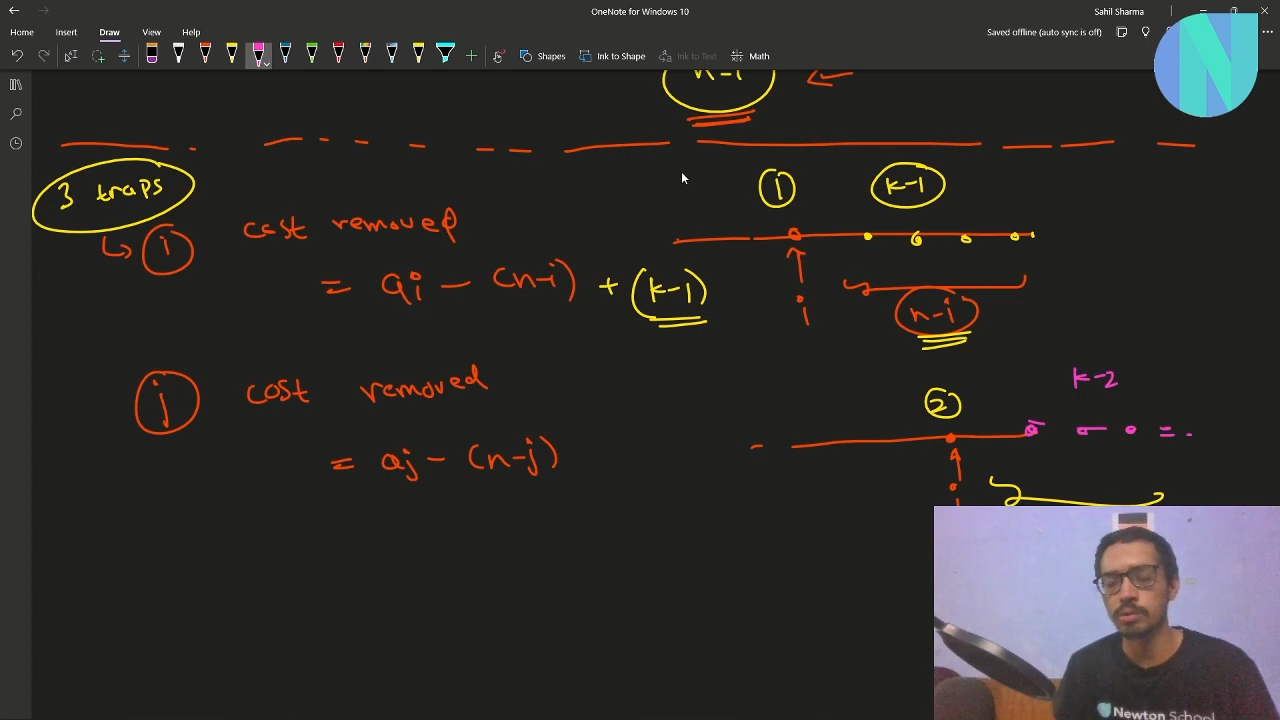 OneNote for Windows 10
Sahil Sharma
Home Insert Draw View Help
Saved offline (auto sync is off)
Shapes Ink to Shape Ink to Text Math
n-1
3 traps
i cost removed
= ai - (n-i) + (k-1)
1 k-1
i
n-i
j cost removed
= aj - (n-j)
2 k-2
Newton School